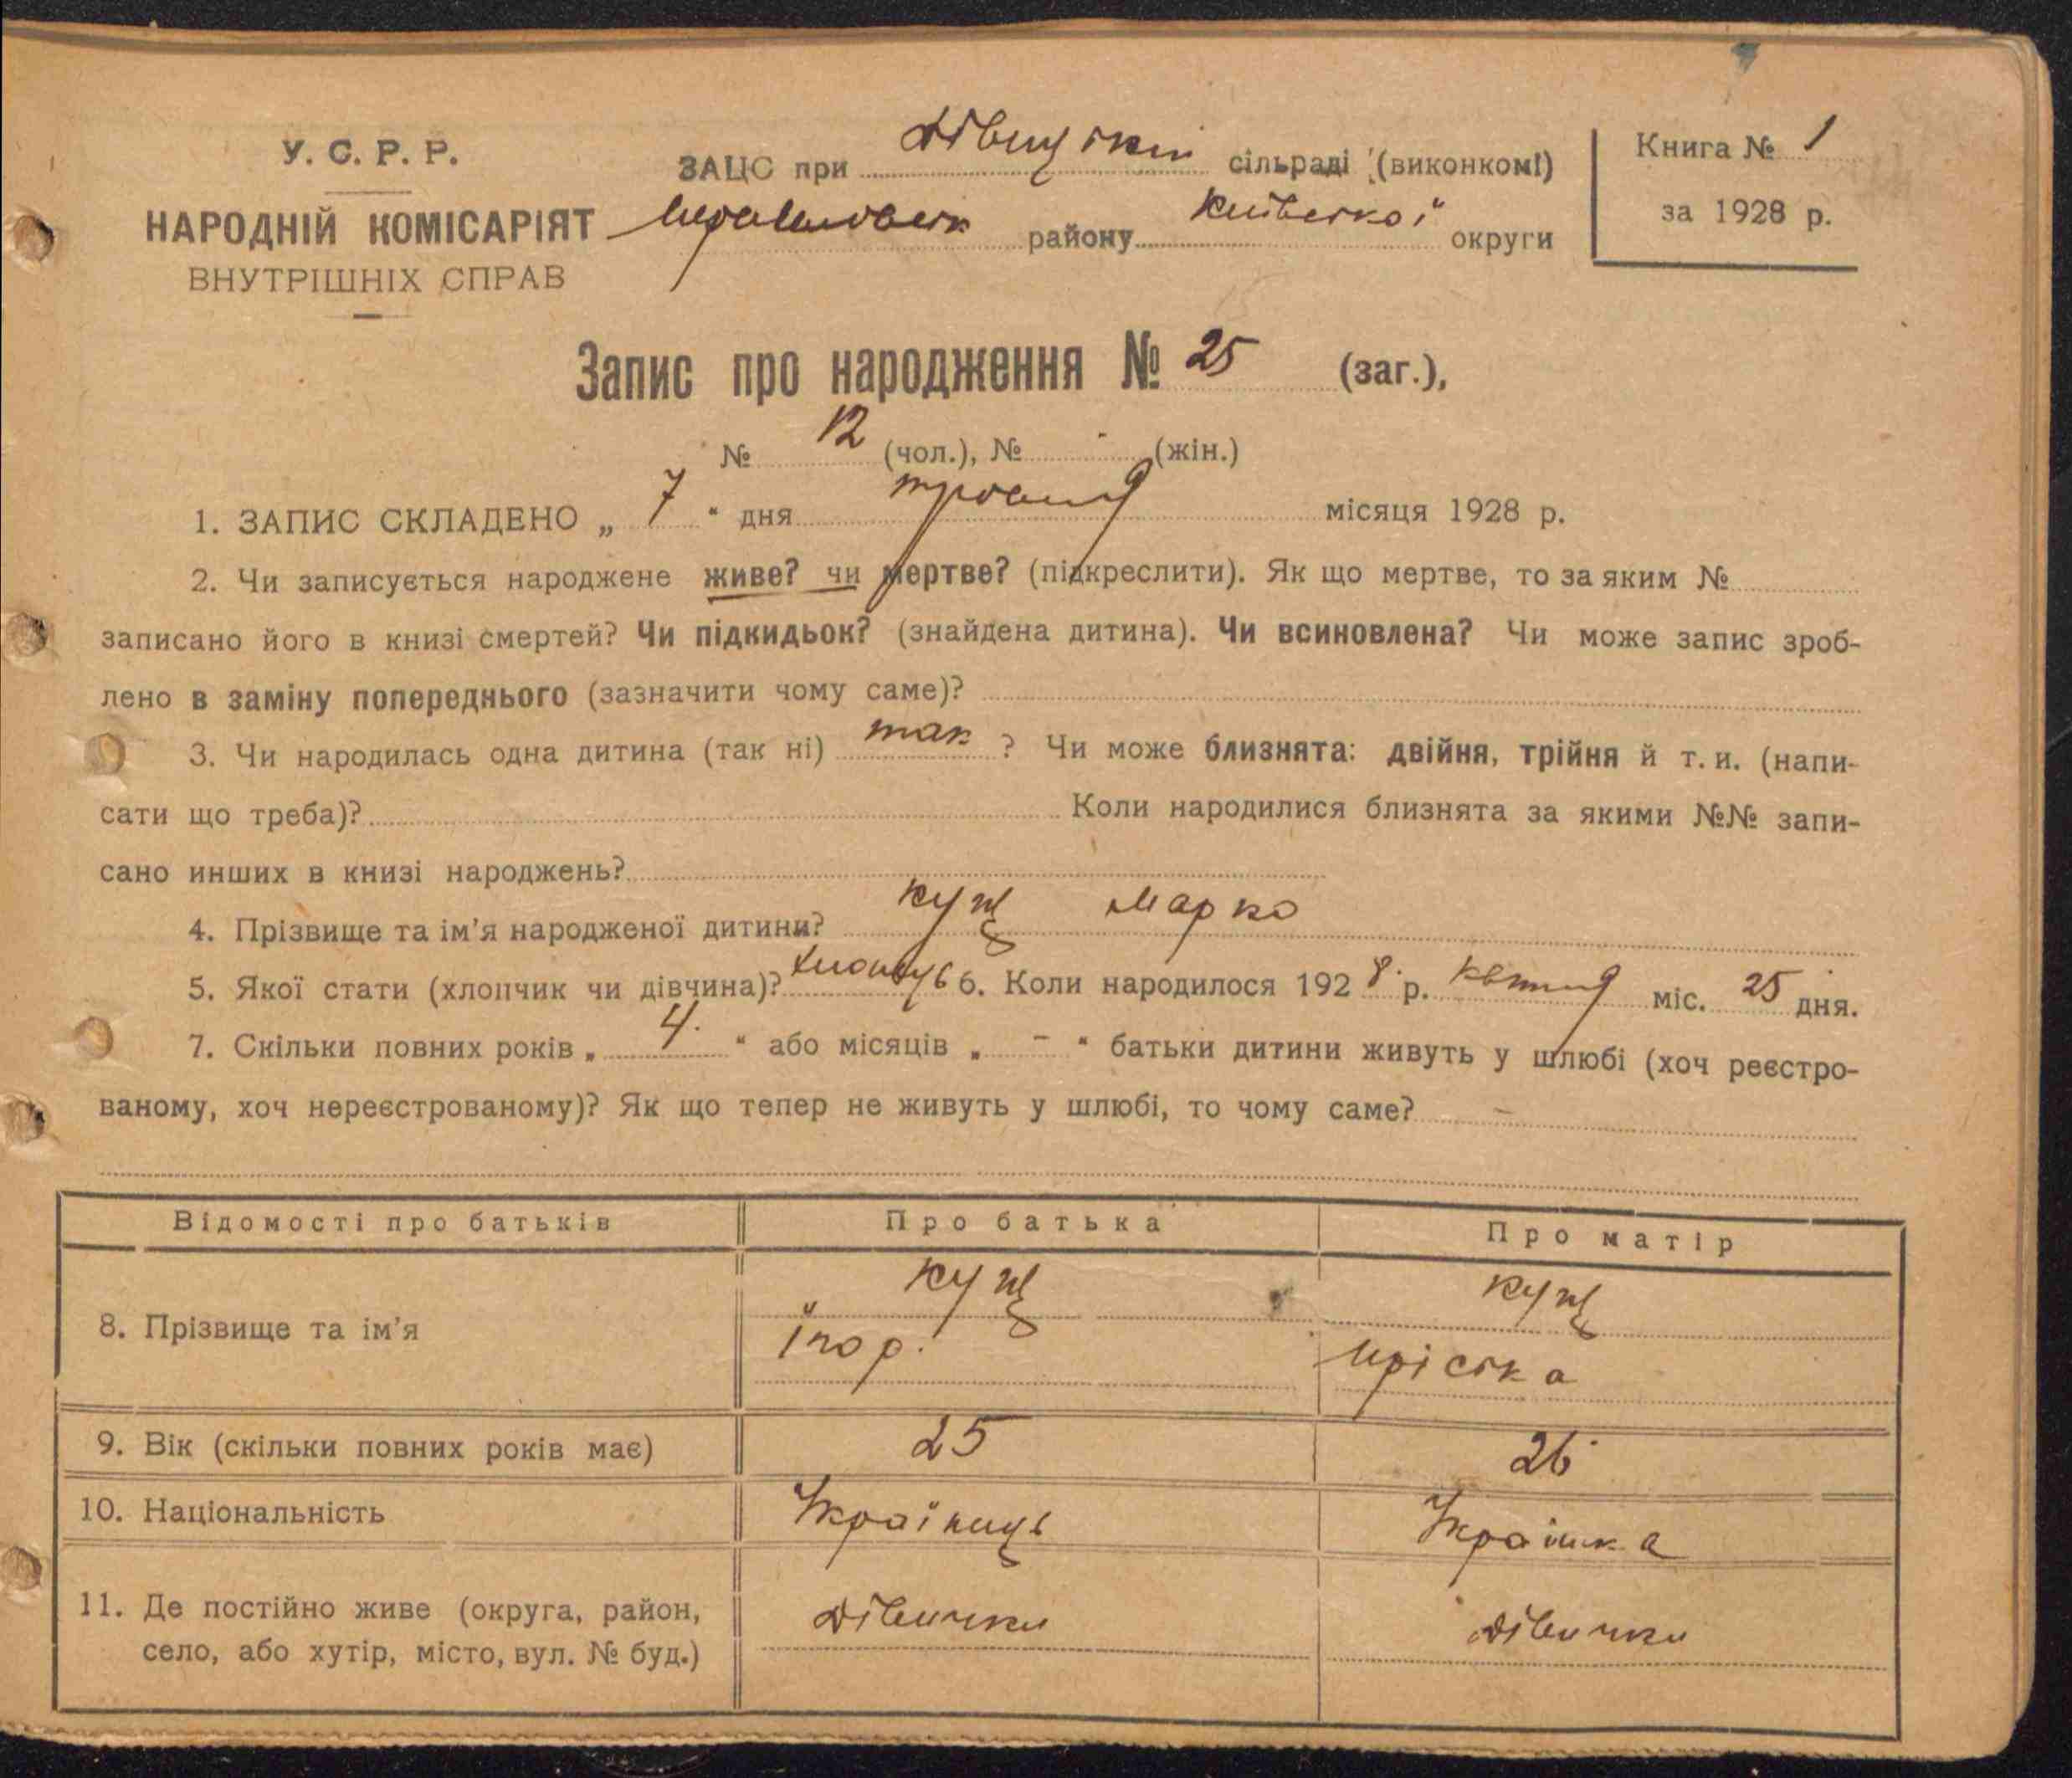 У. С. Р. Р.
НАРОДНІЙ КОМІСАРІЯТ
ВНУТРІШНІХ СПРАВ
ЗАЦС при Дівицькій сільраді (виконкомі)
району Київської округи
Книга № 1
за 1928 р.
Запис про народження № 25 (заг.),
№ 12 (чол.), № - (жін.)
1. ЗАПИС СКЛАДЕНО „ 7 “ дня травня місяця 1928 р.
2. Чи записується народжене живе? чи мертве? (підкреслити). Як що мертве, то за яким №
записано його в книзі смертей? Чи підкидьок? (знайдена дитина). Чи всиновлена? Чи може запис зроб-
лено в заміну попереднього (зазначити чому саме)?
3. Чи народилась одна дитина (так ні) так ? Чи може близнята: двійня, трійня й т. и. (напи-
сати що треба)? Коли народилися близнята за якими №№ запи-
сано инших в книзі народжень?
4. Прізвище та ім’я народженої дитини? Кущ Марко
5. Якої стати (хлопчик чи дівчина)? хлопець 6. Коли народилося 1928 р. квітня міс. 25 дня.
7. Скільки повних років „ 4 “ або місяців „ - “ батьки дитини живуть у шлюбі (хоч реєстро-
ваному, хоч нереєстрованому)? Як що тепер не живуть у шлюбі, то чому саме? -
Відомості про батьків Про батька Про матір
8. Прізвище та ім’я Кущ Кущ
9. Вік (скільки повних років має) 25 26
10. Національність Українець Українка
11. Де постійно живе (округа, район,
село, або хутір, місто, вул. № буд.) Дівички Дівички